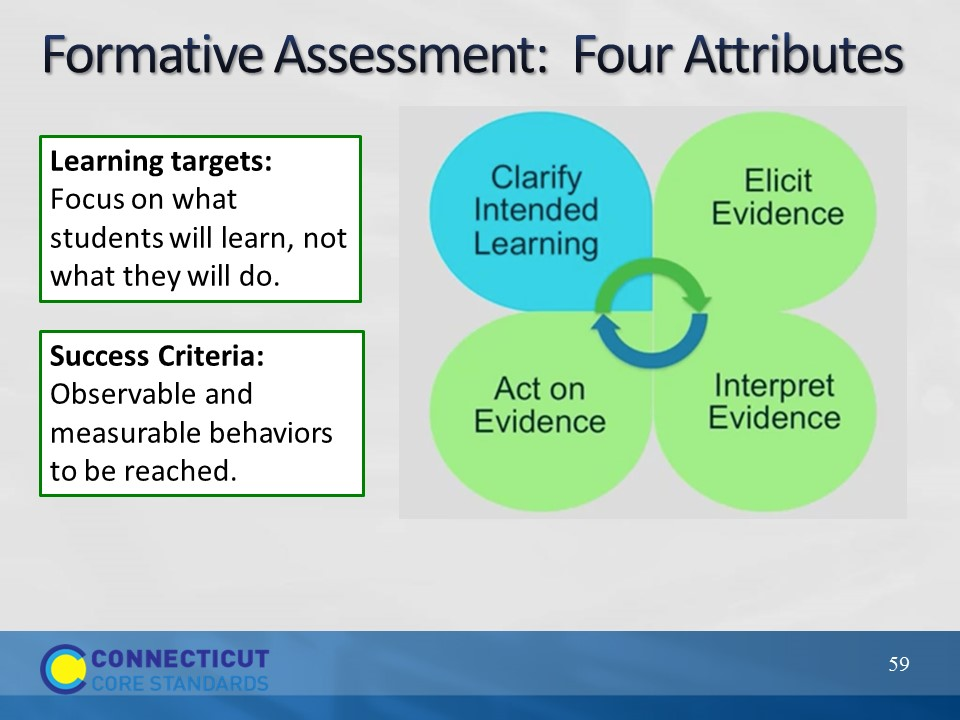 Formative Assessment:  Four Attributes
Learning targets:
Focus on what
students will learn, not
what they will do.
Success Criteria:
Observable and
measurable behaviors
to be reached.
Clarify
Intended
Learning
Elicit
Evidence
Act on
Evidence
Interpret
Evidence
CONNECTICUT
CORE STANDARDS
59